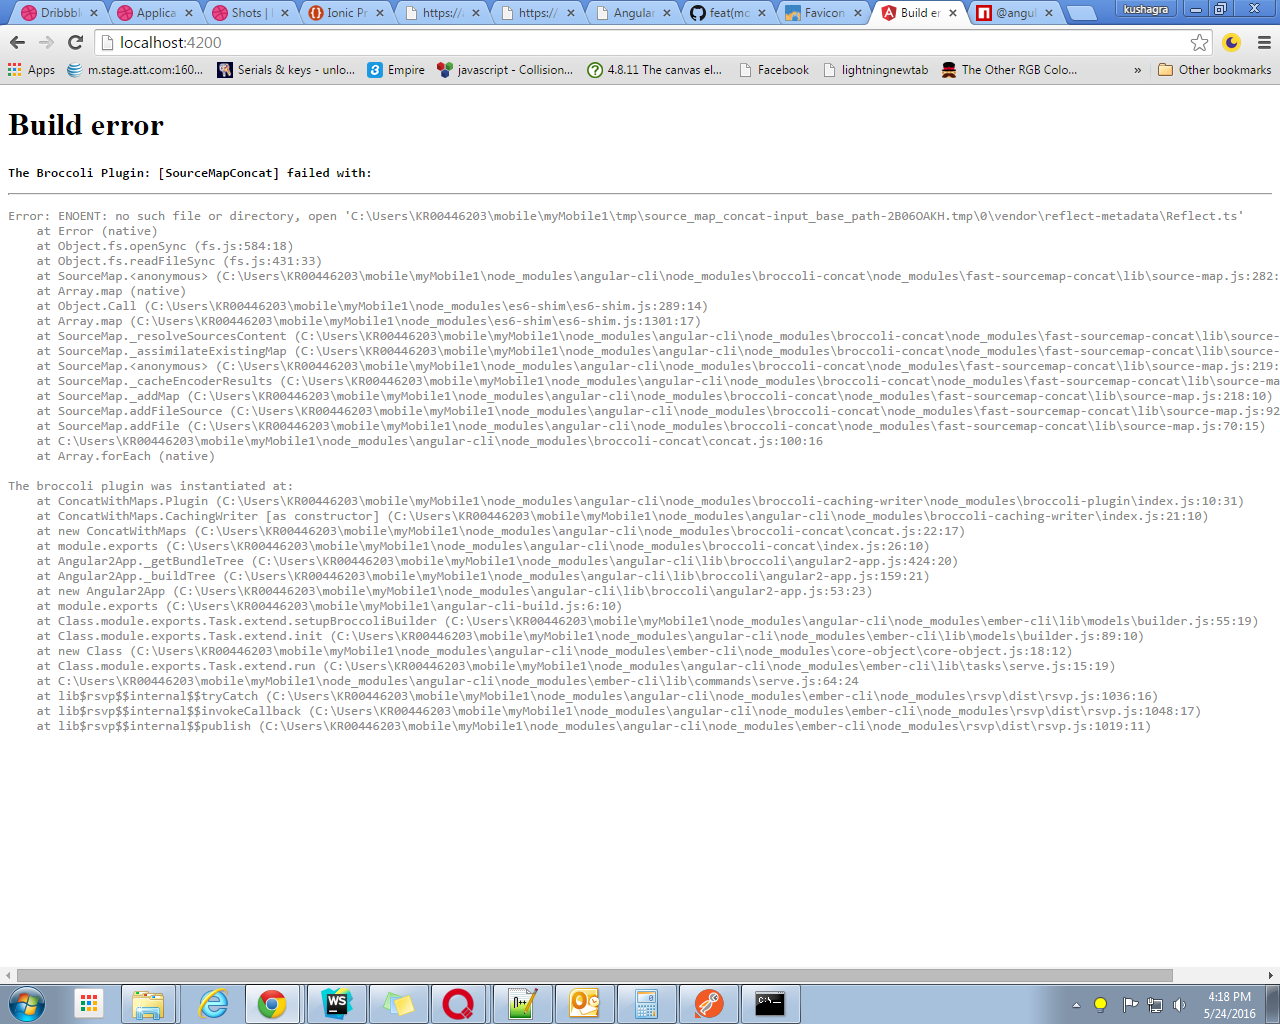 Dribbble
Applica
Shots |
Ionic Pr
https://
https://
Angular
feat(mo
Favicon
Build er
@angul
kushagra
localhost:4200
Apps
m.stage.att.com:160...
Serials & keys - unlo...
Empire
javascript - Collision...
4.8.11 The canvas el...
Facebook
lightningnewtab
The Other RGB Colo...
»
Other bookmarks
Build error
The Broccoli Plugin: [SourceMapConcat] failed with:
Error: ENOENT: no such file or directory, open 'C:\Users\KR00446203\mobile\myMobile1\tmp\source_map_concat-input_base_path-2B06OAKH.tmp\0\vendor\reflect-metadata\Reflect.ts'
at Error (native)
at Object.fs.openSync (fs.js:584:18)
at Object.fs.readFileSync (fs.js:431:33)
at SourceMap.<anonymous> (C:\Users\KR00446203\mobile\myMobile1\node_modules\angular-cli\node_modules\broccoli-concat\node_modules\fast-sourcemap-concat\lib\source-map.js:282:
at Array.map (native)
at Object.Call (C:\Users\KR00446203\mobile\myMobile1\node_modules\es6-shim\es6-shim.js:289:14)
at Array.map (C:\Users\KR00446203\mobile\myMobile1\node_modules\es6-shim\es6-shim.js:1301:17)
at SourceMap._resolveSourcesContent (C:\Users\KR00446203\mobile\myMobile1\node_modules\angular-cli\node_modules\broccoli-concat\node_modules\fast-sourcemap-concat\lib\source-
at SourceMap._assimilateExistingMap (C:\Users\KR00446203\mobile\myMobile1\node_modules\angular-cli\node_modules\broccoli-concat\node_modules\fast-sourcemap-concat\lib\source-
at SourceMap.<anonymous> (C:\Users\KR00446203\mobile\myMobile1\node_modules\angular-cli\node_modules\broccoli-concat\node_modules\fast-sourcemap-concat\lib\source-map.js:219:
at SourceMap._cacheEncoderResults (C:\Users\KR00446203\mobile\myMobile1\node_modules\angular-cli\node_modules\broccoli-concat\node_modules\fast-sourcemap-concat\lib\source-ma
at SourceMap._addMap (C:\Users\KR00446203\mobile\myMobile1\node_modules\angular-cli\node_modules\broccoli-concat\node_modules\fast-sourcemap-concat\lib\source-map.js:218:10)
at SourceMap.addFileSource (C:\Users\KR00446203\mobile\myMobile1\node_modules\angular-cli\node_modules\broccoli-concat\node_modules\fast-sourcemap-concat\lib\source-map.js:92
at SourceMap.addFile (C:\Users\KR00446203\mobile\myMobile1\node_modules\angular-cli\node_modules\broccoli-concat\node_modules\fast-sourcemap-concat\lib\source-map.js:70:15)
at C:\Users\KR00446203\mobile\myMobile1\node_modules\angular-cli\node_modules\broccoli-concat\concat.js:100:16
at Array.forEach (native)
The broccoli plugin was instantiated at:
at ConcatWithMaps.Plugin (C:\Users\KR00446203\mobile\myMobile1\node_modules\angular-cli\node_modules\broccoli-caching-writer\node_modules\broccoli-plugin\index.js:10:31)
at ConcatWithMaps.CachingWriter [as constructor] (C:\Users\KR00446203\mobile\myMobile1\node_modules\angular-cli\node_modules\broccoli-caching-writer\index.js:21:10)
at new ConcatWithMaps (C:\Users\KR00446203\mobile\myMobile1\node_modules\angular-cli\node_modules\broccoli-concat\concat.js:22:17)
at module.exports (C:\Users\KR00446203\mobile\myMobile1\node_modules\angular-cli\node_modules\broccoli-concat\index.js:26:10)
at Angular2App._getBundleTree (C:\Users\KR00446203\mobile\myMobile1\node_modules\angular-cli\lib\broccoli\angular2-app.js:424:20)
at Angular2App._buildTree (C:\Users\KR00446203\mobile\myMobile1\node_modules\angular-cli\lib\broccoli\angular2-app.js:159:21)
at new Angular2App (C:\Users\KR00446203\mobile\myMobile1\node_modules\angular-cli\lib\broccoli\angular2-app.js:53:23)
at module.exports (C:\Users\KR00446203\mobile\myMobile1\angular-cli-build.js:6:10)
at Class.module.exports.Task.extend.setupBroccoliBuilder (C:\Users\KR00446203\mobile\myMobile1\node_modules\angular-cli\node_modules\ember-cli\lib\models\builder.js:55:19)
at Class.module.exports.Task.extend.init (C:\Users\KR00446203\mobile\myMobile1\node_modules\angular-cli\node_modules\ember-cli\lib\models\builder.js:89:10)
at new Class (C:\Users\KR00446203\mobile\myMobile1\node_modules\angular-cli\node_modules\ember-cli\node_modules\core-object\core-object.js:18:12)
at Class.module.exports.Task.extend.run (C:\Users\KR00446203\mobile\myMobile1\node_modules\angular-cli\node_modules\ember-cli\lib\tasks\serve.js:15:19)
at C:\Users\KR00446203\mobile\myMobile1\node_modules\angular-cli\node_modules\ember-cli\lib\commands\serve.js:64:24
at lib$rsvp$$internal$$tryCatch (C:\Users\KR00446203\mobile\myMobile1\node_modules\angular-cli\node_modules\ember-cli\node_modules\rsvp\dist\rsvp.js:1036:16)
at lib$rsvp$$internal$$invokeCallback (C:\Users\KR00446203\mobile\myMobile1\node_modules\angular-cli\node_modules\ember-cli\node_modules\rsvp\dist\rsvp.js:1048:17)
at lib$rsvp$$internal$$publish (C:\Users\KR00446203\mobile\myMobile1\node_modules\angular-cli\node_modules\ember-cli\node_modules\rsvp\dist\rsvp.js:1019:11)
WS
4:18 PM
5/24/2016